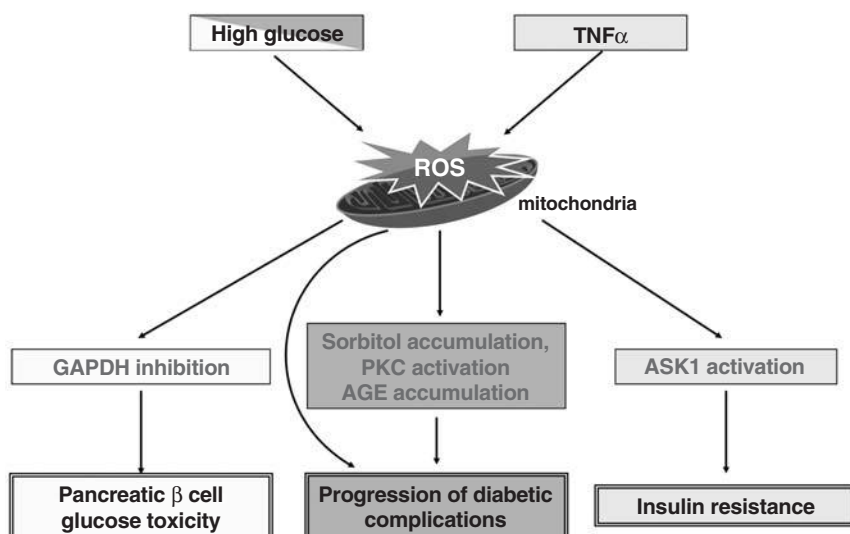 High glucose
TNFα
ROS
mitochondria
GAPDH inhibition
Sorbitol accumulation,
PKC activation
AGE accumulation
ASK1 activation
Pancreatic β cell
glucose toxicity
Progression of diabetic
complications
Insulin resistance